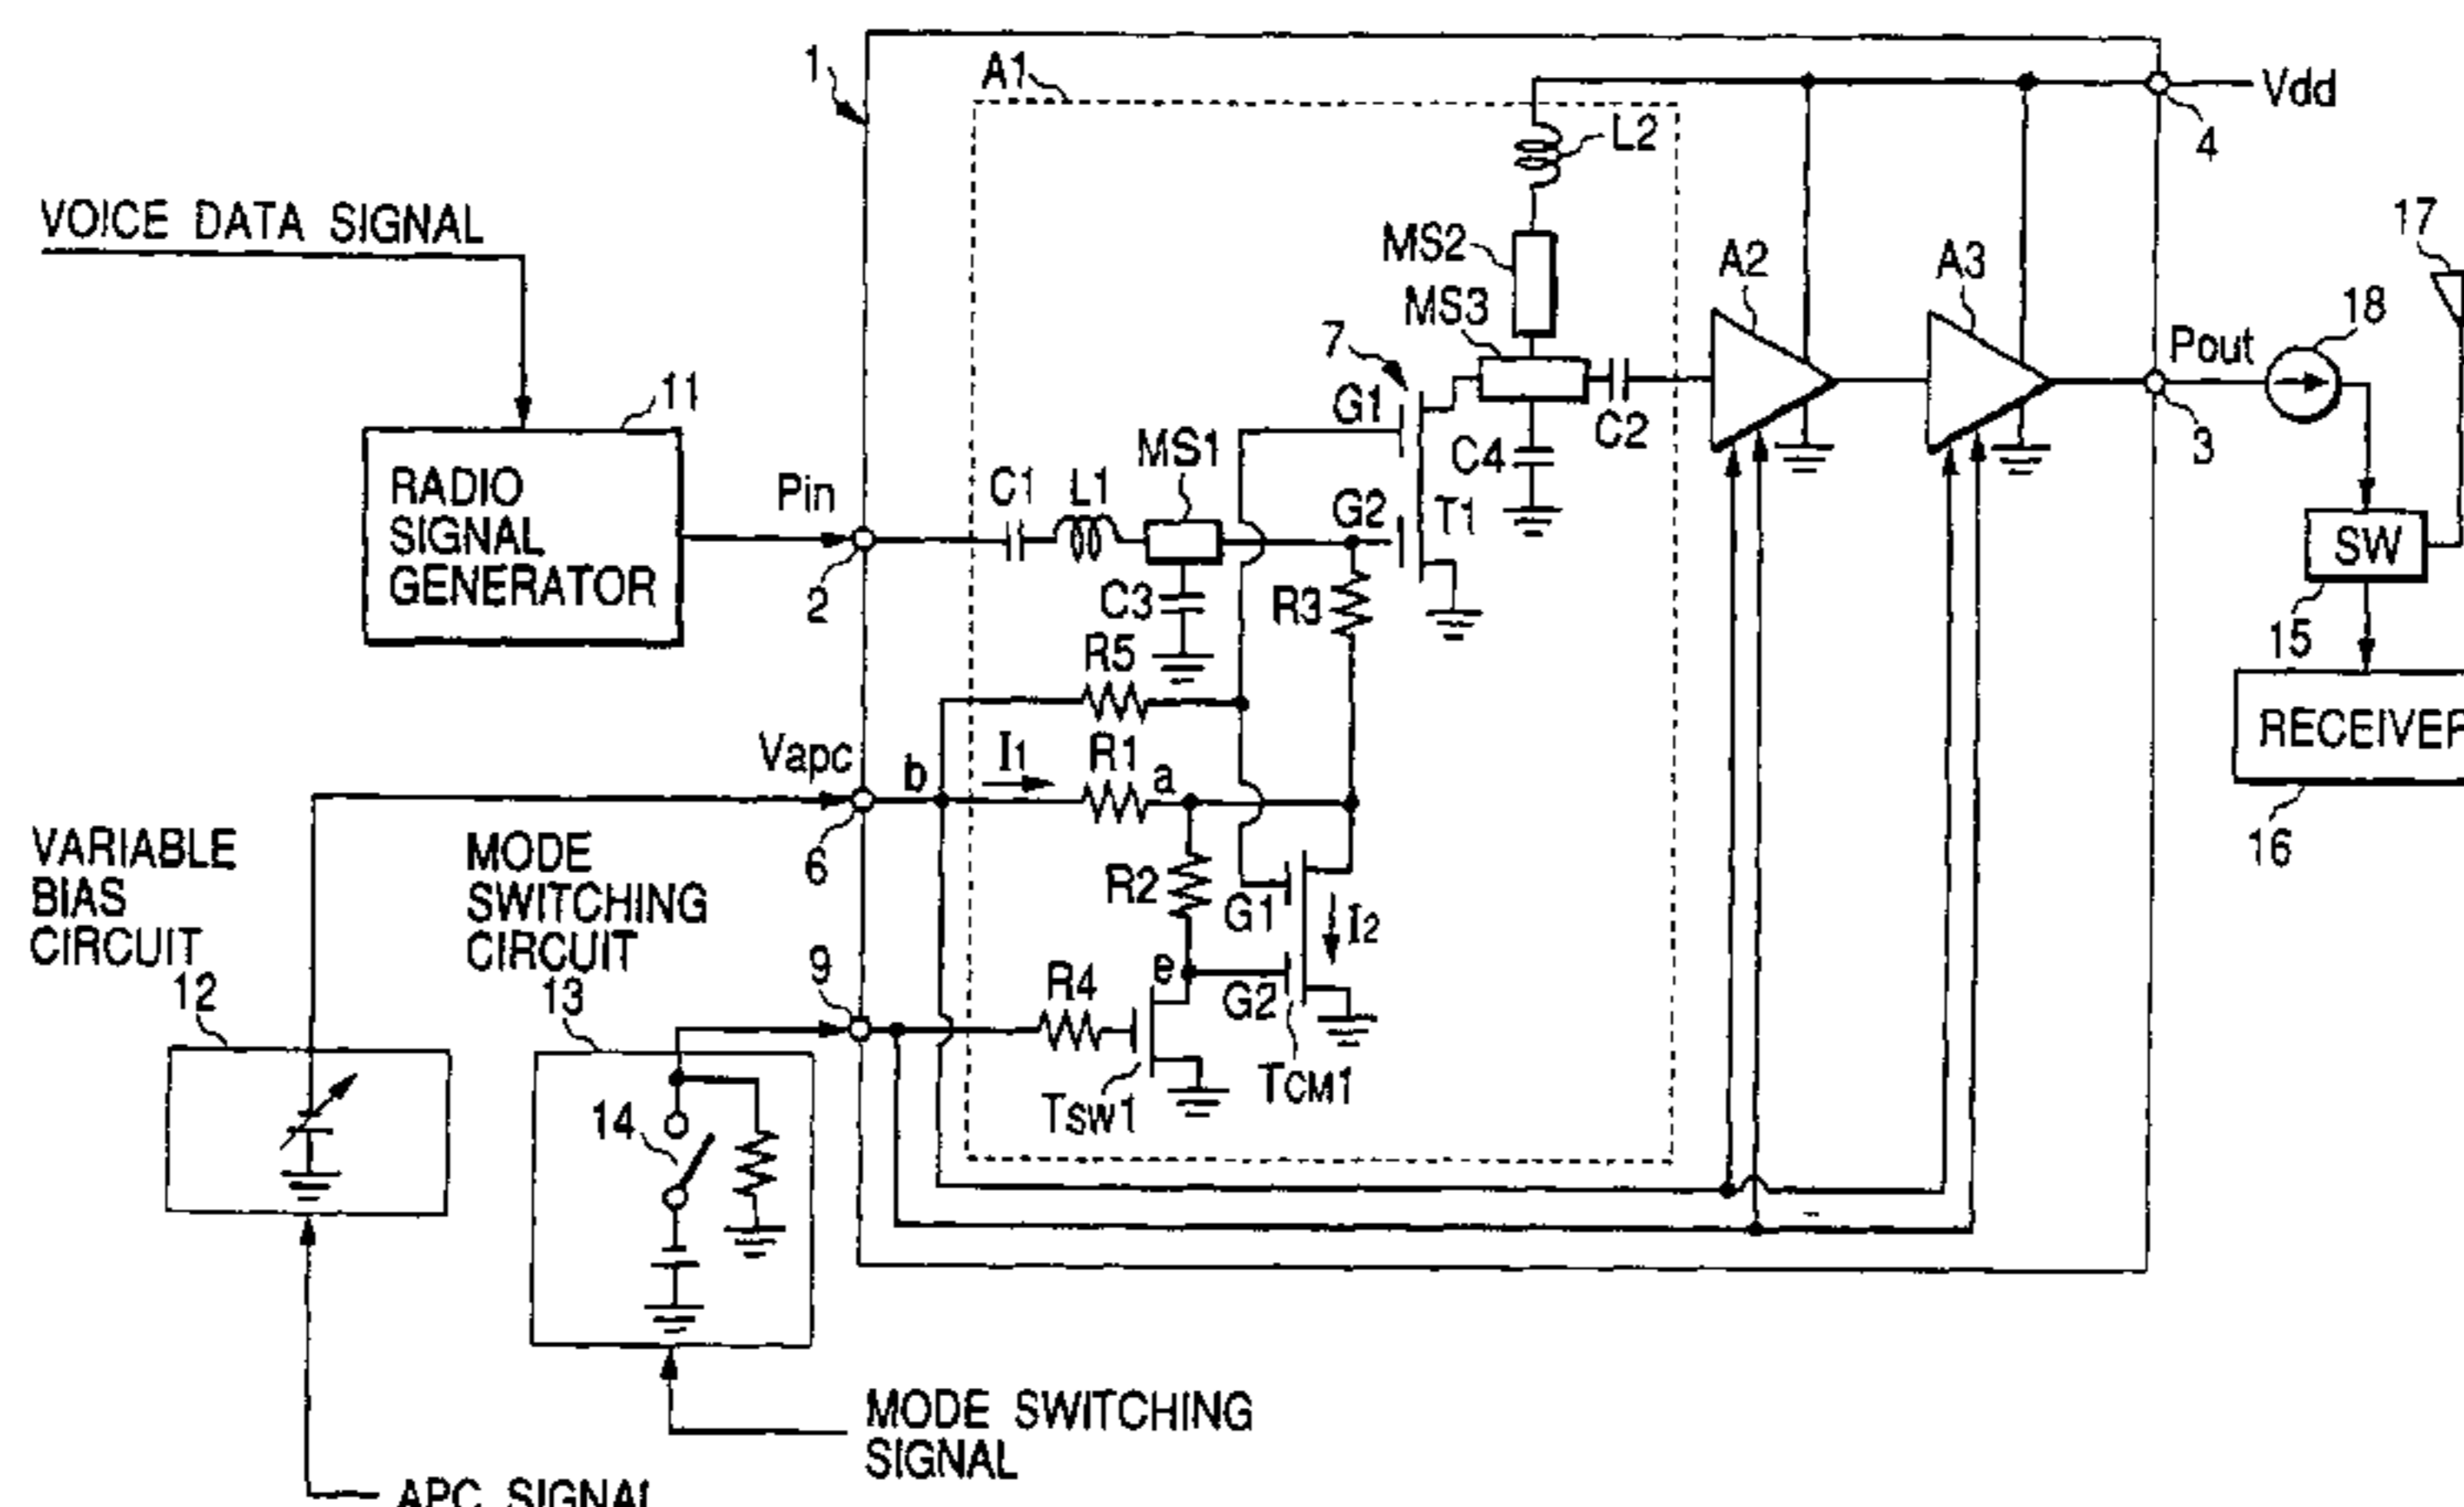 1
A1
Vdd
L2
4
VOICE DATA SIGNAL
17
MS2
A2
A3
MS3
18
7
Pout
11
G1
MS1
C2
C4
3
RADIO
SIGNAL
GENERATOR
Pin
C1
L1
G2
T1
SW
2
C3
R3
15
R5
RECEIVER
Vapc
b
I1
R1
a
VARIABLE
BIAS
CIRCUIT
MODE
SWITCHING
CIRCUIT
6
16
R2
G1
I2
12
13
9
R4
e
G2
14
TSW1
TCM1
MODE SWITCHING
SIGNAL
APC SIGNAL